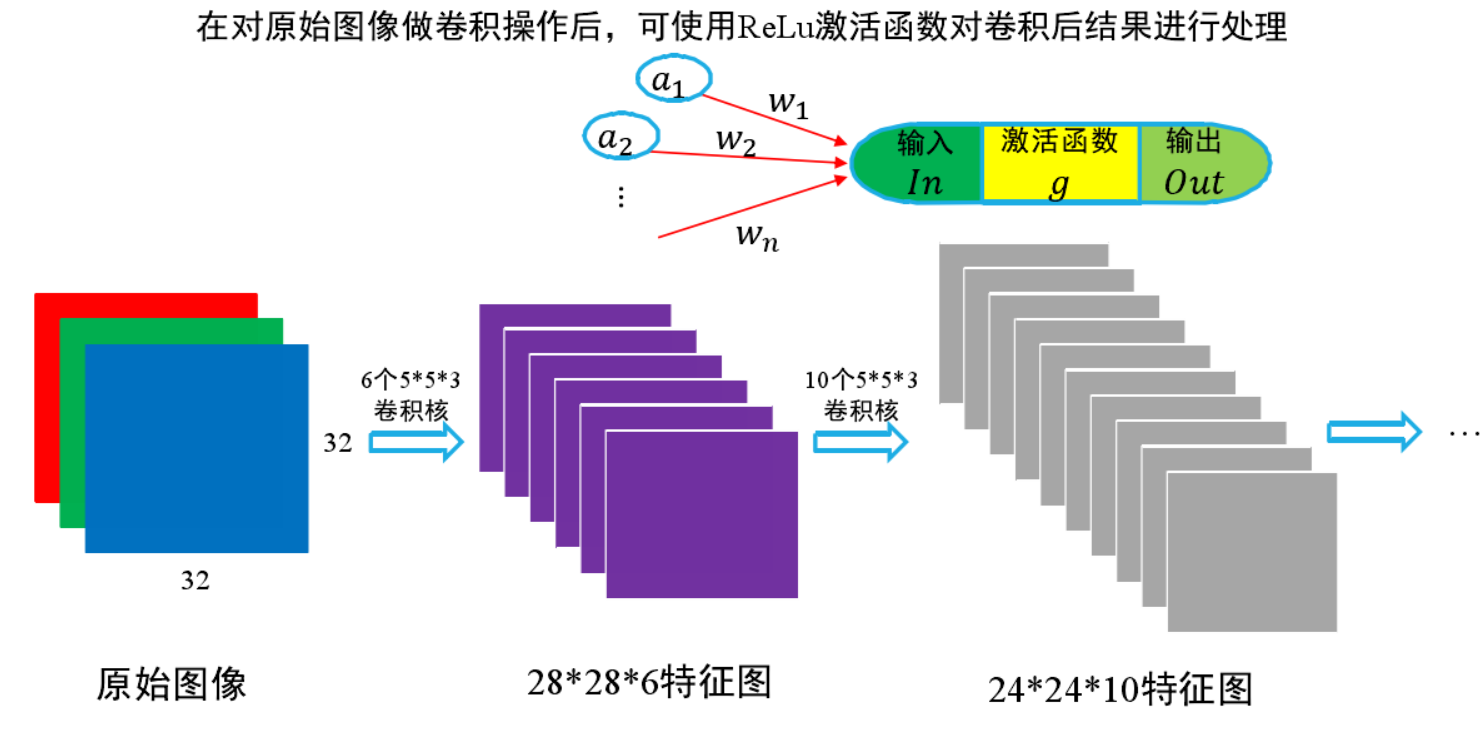 在对原始图像做卷积操作后，可使用ReLu激活函数对卷积后结果进行处理
a₁
w₁
a₂
w₂
⋮
wₙ
输入
In
激活函数
g
输出
Out
32
32
6个5*5*3
卷积核
10个5*5*3
卷积核
…
原始图像
28*28*6特征图
24*24*10特征图